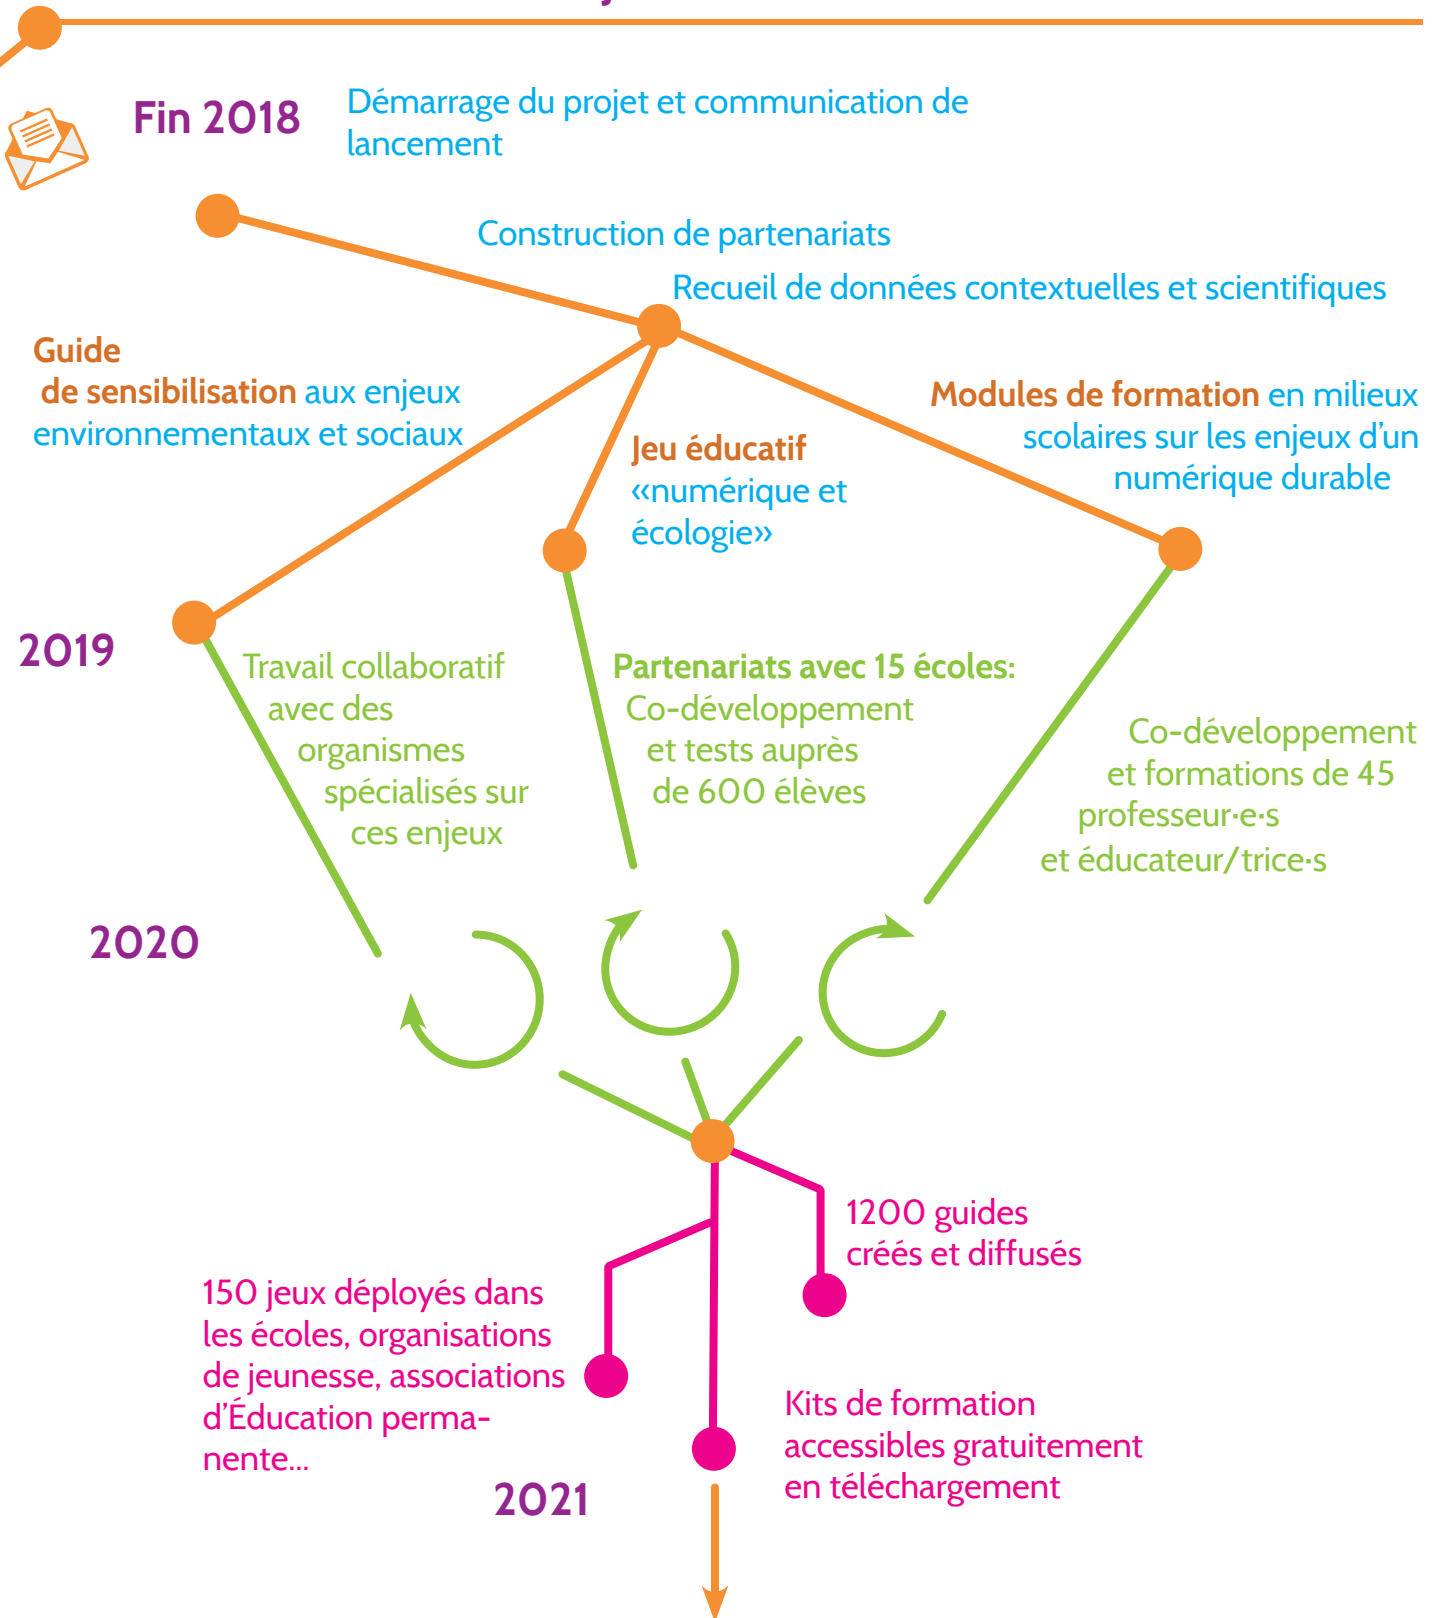 Fin 2018
Démarrage du projet et communication de
lancement
Construction de partenariats
Recueil de données contextuelles et scientifiques
Guide
de sensibilisation aux enjeux
environnementaux et sociaux
Jeu éducatif
«numérique et
écologie»
Modules de formation en milieux
scolaires sur les enjeux d'un
numérique durable
2019
Travail collaboratif
avec des
organismes
spécialisés sur
ces enjeux
Partenariats avec 15 écoles:
Co-développement
et tests auprès
de 600 élèves
Co-développement
et formations de 45
professeur·e·s
et éducateur/trice·s
2020
1200 guides
créés et diffusés
150 jeux déployés dans
les écoles, organisations
de jeunesse, associations
d'Éducation perma-
nente...
Kits de formation
accessibles gratuitement
en téléchargement
2021